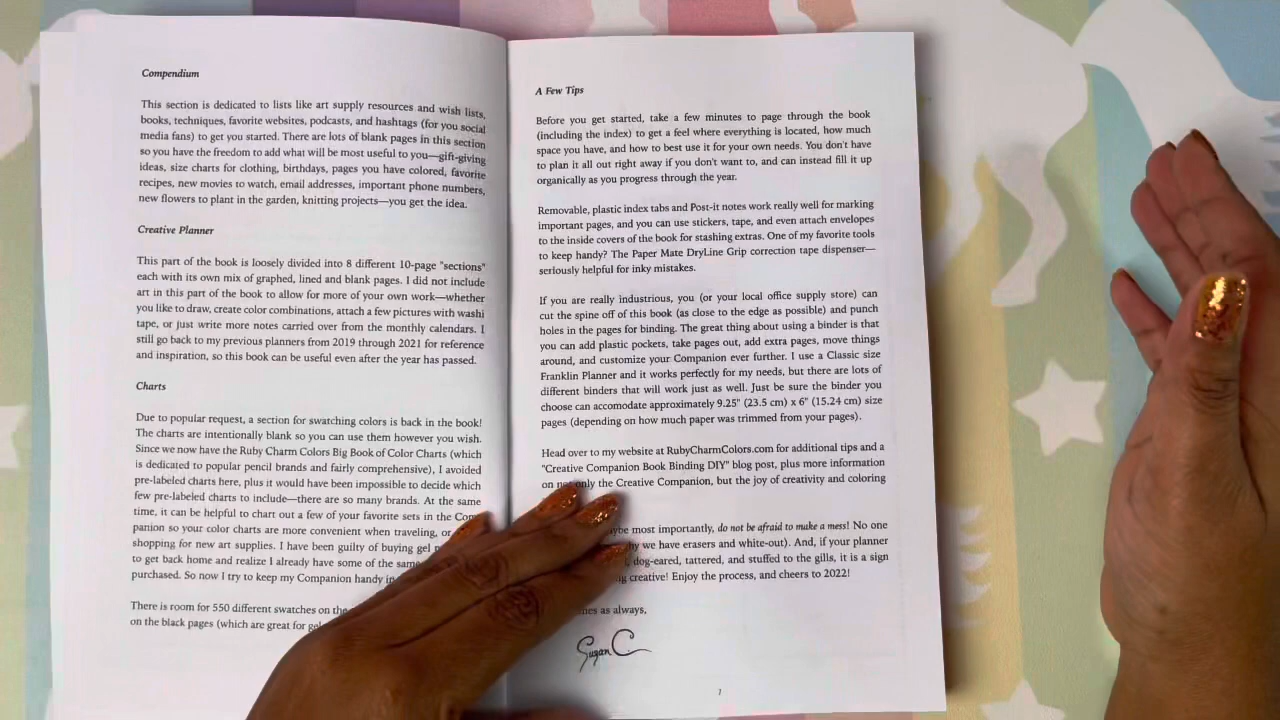 Compendium
This section is dedicated to lists like art supply resources and wish lists,
books, techniques, favorite websites, podcasts, and hashtags (for you social
media fans) to get you started. There are lots of blank pages in this section
so you have the freedom to add what will be most useful to you—gift-giving
ideas, size charts for clothing, birthdays, pages you have colored, favorite
recipes, new movies to watch, email addresses, important phone numbers,
new flowers to plant in the garden, knitting projects—you get the idea.
Creative Planner
This part of the book is loosely divided into 8 different 10-page "sections"
each with its own mix of graphed, lined and blank pages. I did not include
art in this part of the book to allow for more of your own work—whether
you like to draw, create color combinations, attach a few pictures with washi
tape, or just write more notes carried over from the monthly calendars. I
still go back to my previous planners from 2019 through 2021 for reference
and inspiration, so this book can be useful even after the year has passed.
Charts
Due to popular request, a section for swatching colors is back in the book!
The charts are intentionally blank so you can use them however you wish.
Since we now have the Ruby Charm Colors Big Book of Color Charts (which
is dedicated to popular pencil brands and fairly comprehensive), I avoided
pre-labeled charts here, plus it would have been impossible to decide which
few pre-labeled charts to include—there are so many brands. At the same
time, it can be helpful to chart out a few of your favorite sets in the Com-
panion so your color charts are more convenient when traveling, or
shopping for new art supplies. I have been guilty of buying gel
to get back home and realize I already have some of the same
purchased. So now I try to keep my Companion handy in
There is room for 550 different swatches on the
on the black pages (which are great for
A Few Tips
Before you get started, take a few minutes to page through the book
(including the index) to get a feel where everything is located, how much
space you have, and how to best use it for your own needs. You don't have
to plan it all out right away if you don't want to, and can instead fill it up
organically as you progress through the year.
Removable, plastic index tabs and Post-it notes work really well for marking
important pages, and you can use stickers, tape, and even attach envelopes
to the inside covers of the book for stashing extras. One of my favorite tools
to keep handy? The Paper Mate DryLine Grip correction tape dispenser—
seriously helpful for inky mistakes.
If you are really industrious, you (or your local office supply store) can
cut the spine off of this book (as close to the edge as possible) and punch
holes in the pages for binding. The great thing about using a binder is that
you can add plastic pockets, take pages out, add extra pages, move things
around, and customize your Companion ever further. I use a Classic size
Franklin Planner and it works perfectly for my needs, but there are lots of
different binders that will work just as well. Just be sure the binder you
choose can accomodate approximately 9.25" (23.5 cm) x 6" (15.24 cm) size
pages (depending on how much paper was trimmed from your pages).
Head over to my website at RubyCharmColors.com for additional tips and a
"Creative Companion Book Binding DIY" blog post, plus more information
on not only the Creative Companion, but the joy of creativity and coloring
most importantly, do not be afraid to make a mess! No one
we have erasers and white-out). And, if your planner
dog-eared, tattered, and stuffed to the gills, it is a sign
creative! Enjoy the process, and cheers to 2022!
as always,
Susan C.
7